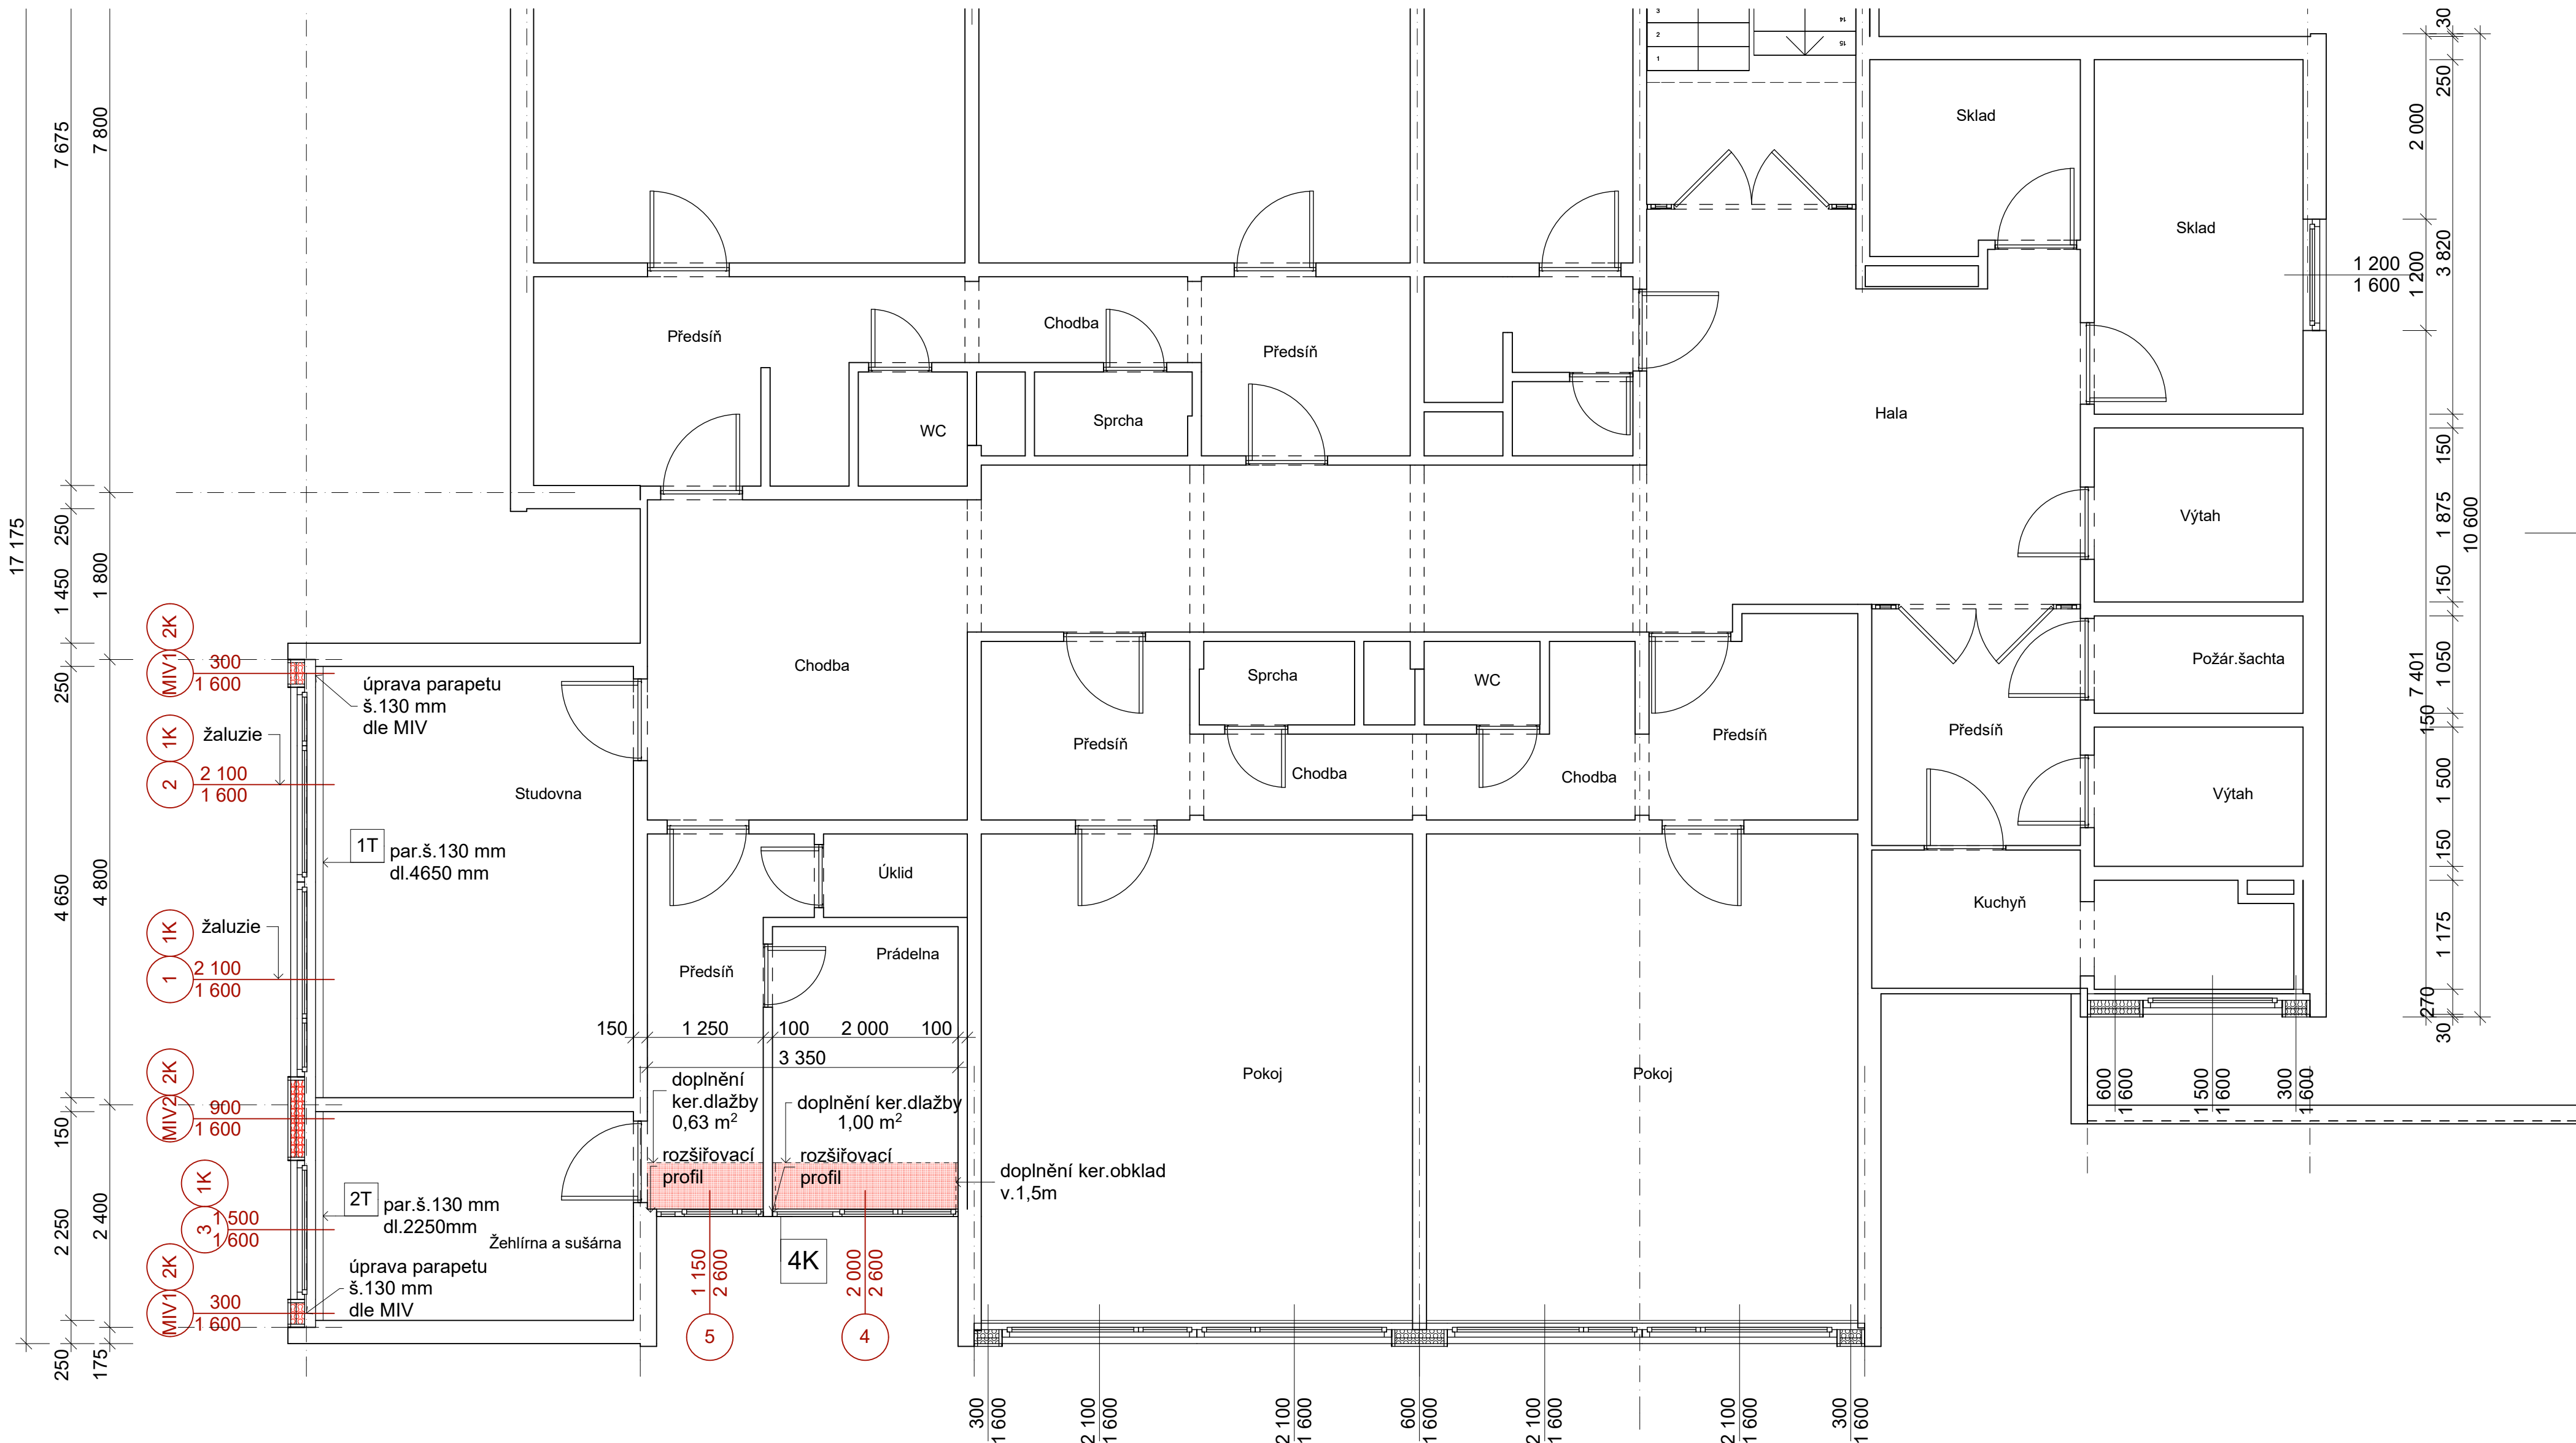 3
2
1
14
15
30
250
2 000
3 820
1 200
1 200
1 600
150
1 875
10 600
150
7 401
1 050
150
1 500
150
1 175
270
30
7 675
7 800
17 175
250
1 450
1 800
250
4 650
4 800
150
2 250
2 400
250
175
Sklad
Sklad
Předsíň
Chodba
Předsíň
WC
Sprcha
Hala
Výtah
Chodba
Sprcha
WC
Požár.šachta
Předsíň
Chodba
Chodba
Předsíň
Předsíň
Výtah
Studovna
Úklid
Kuchyň
Předsíň
Prádelna
Pokoj
Pokoj
Žehlírna a sušárna
2K
MIV1
300
1 600
úprava parapetu
š.130 mm
dle MIV
1K
žaluzie
2
2 100
1 600
1T
par.š.130 mm
dl.4650 mm
1K
žaluzie
1
2 100
1 600
2K
MIV2
900
1 600
1K
3
1 500
1 600
2T
par.š.130 mm
dl.2250mm
2K
MIV1
300
1 600
úprava parapetu
š.130 mm
dle MIV
150
1 250
100
2 000
100
3 350
doplnění
ker.dlažby
0,63 m²
doplnění ker.dlažby
1,00 m²
rozšiřovací
profil
rozšiřovací
profil
doplnění ker.obklad
v.1,5m
4K
1 150
2 600
5
2 000
2 600
4
600
1 600
1 500
1 600
300
1 600
300
1 600
2 100
1 600
2 100
1 600
600
1 600
2 100
1 600
2 100
1 600
300
1 600